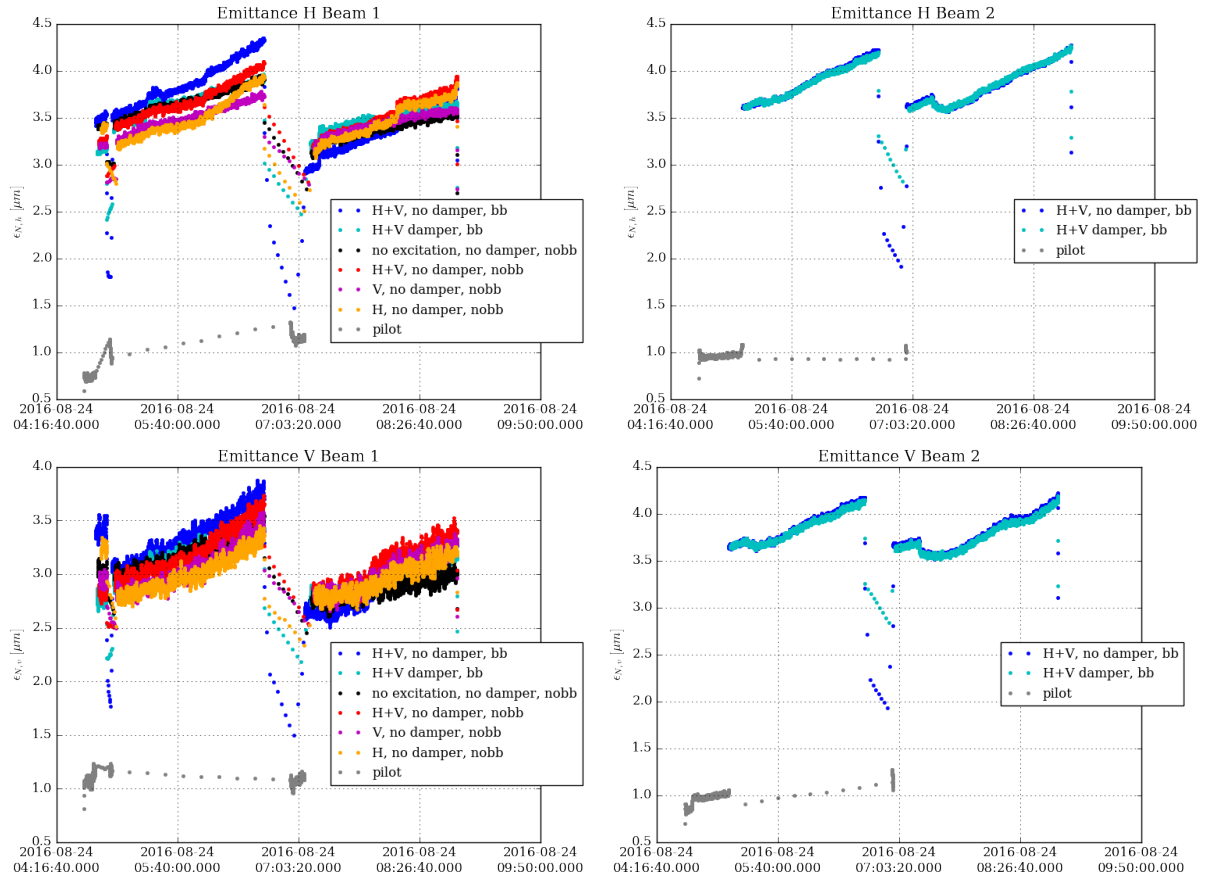 Emittance H Beam 1
4.5
4.0
3.5
3.0
2.5
2.0
1.5
1.0
0.5
ϵN,h [μm]
H+V, no damper, bb
H+V damper, bb
no excitation, no damper, nobb
H+V, no damper, nobb
V, no damper, nobb
H, no damper, nobb
pilot
2016-08-24 2016-08-24 2016-08-24 2016-08-24 2016-08-24
04:16:40.000 05:40:00.000 07:03:20.000 08:26:40.000 09:50:00.000
Emittance H Beam 2
4.5
4.0
3.5
3.0
2.5
2.0
1.5
1.0
0.5
ϵN,h [μm]
H+V, no damper, bb
H+V damper, bb
pilot
2016-08-24 2016-08-24 2016-08-24 2016-08-24 2016-08-24
04:16:40.000 05:40:00.000 07:03:20.000 08:26:40.000 09:50:00.000
Emittance V Beam 1
4.0
3.5
3.0
2.5
2.0
1.5
1.0
0.5
ϵN,v [μm]
H+V, no damper, bb
H+V damper, bb
no excitation, no damper, nobb
H+V, no damper, nobb
V, no damper, nobb
H, no damper, nobb
pilot
2016-08-24 2016-08-24 2016-08-24 2016-08-24 2016-08-24
04:16:40.000 05:40:00.000 07:03:20.000 08:26:40.000 09:50:00.000
Emittance V Beam 2
4.5
4.0
3.5
3.0
2.5
2.0
1.5
1.0
0.5
ϵN,v [μm]
H+V, no damper, bb
H+V damper, bb
pilot
2016-08-24 2016-08-24 2016-08-24 2016-08-24 2016-08-24
04:16:40.000 05:40:00.000 07:03:20.000 08:26:40.000 09:50:00.000